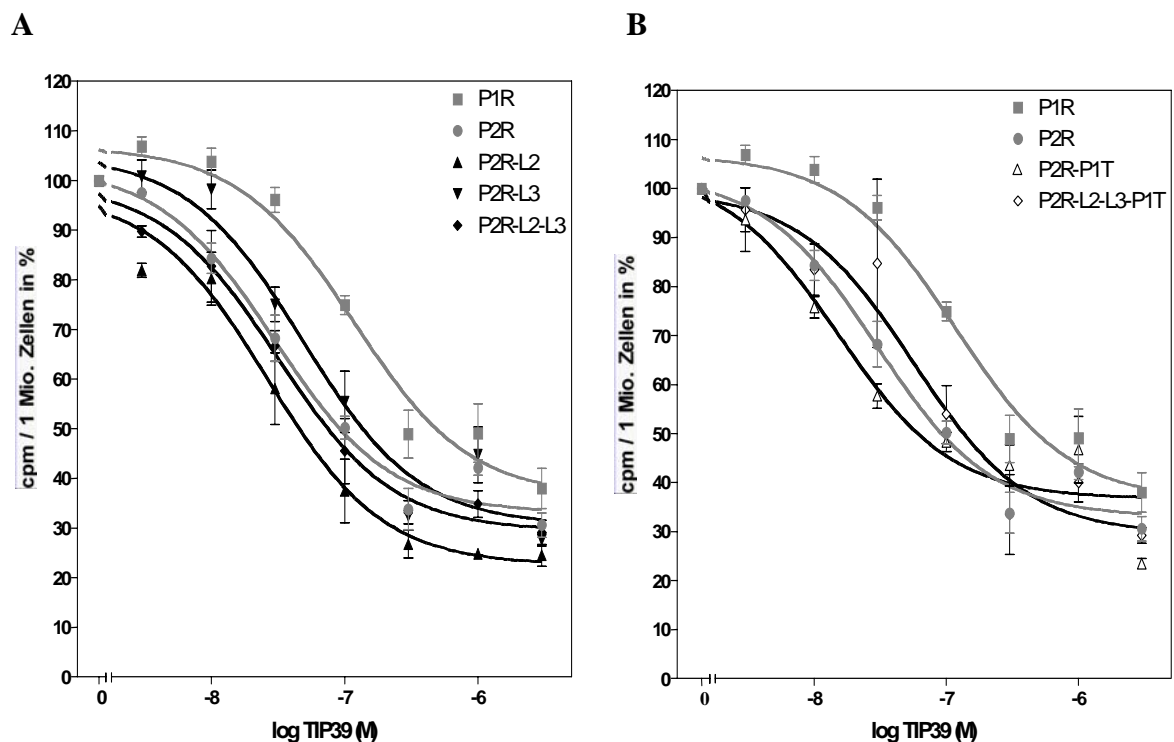 A
120
110
100
90
80
70
60
50
40
30
20
10
0
cpm / 1 Mio. Zellen in %
P1R
P2R
P2R-L2
P2R-L3
P2R-L2-L3
0
-8
-7
-6
log TIP39 (M)
B
120
110
100
90
80
70
60
50
40
30
20
10
0
cpm / 1 Mio. Zellen in %
P1R
P2R
P2R-P1T
P2R-L2-L3-P1T
0
-8
-7
-6
log TIP39 (M)